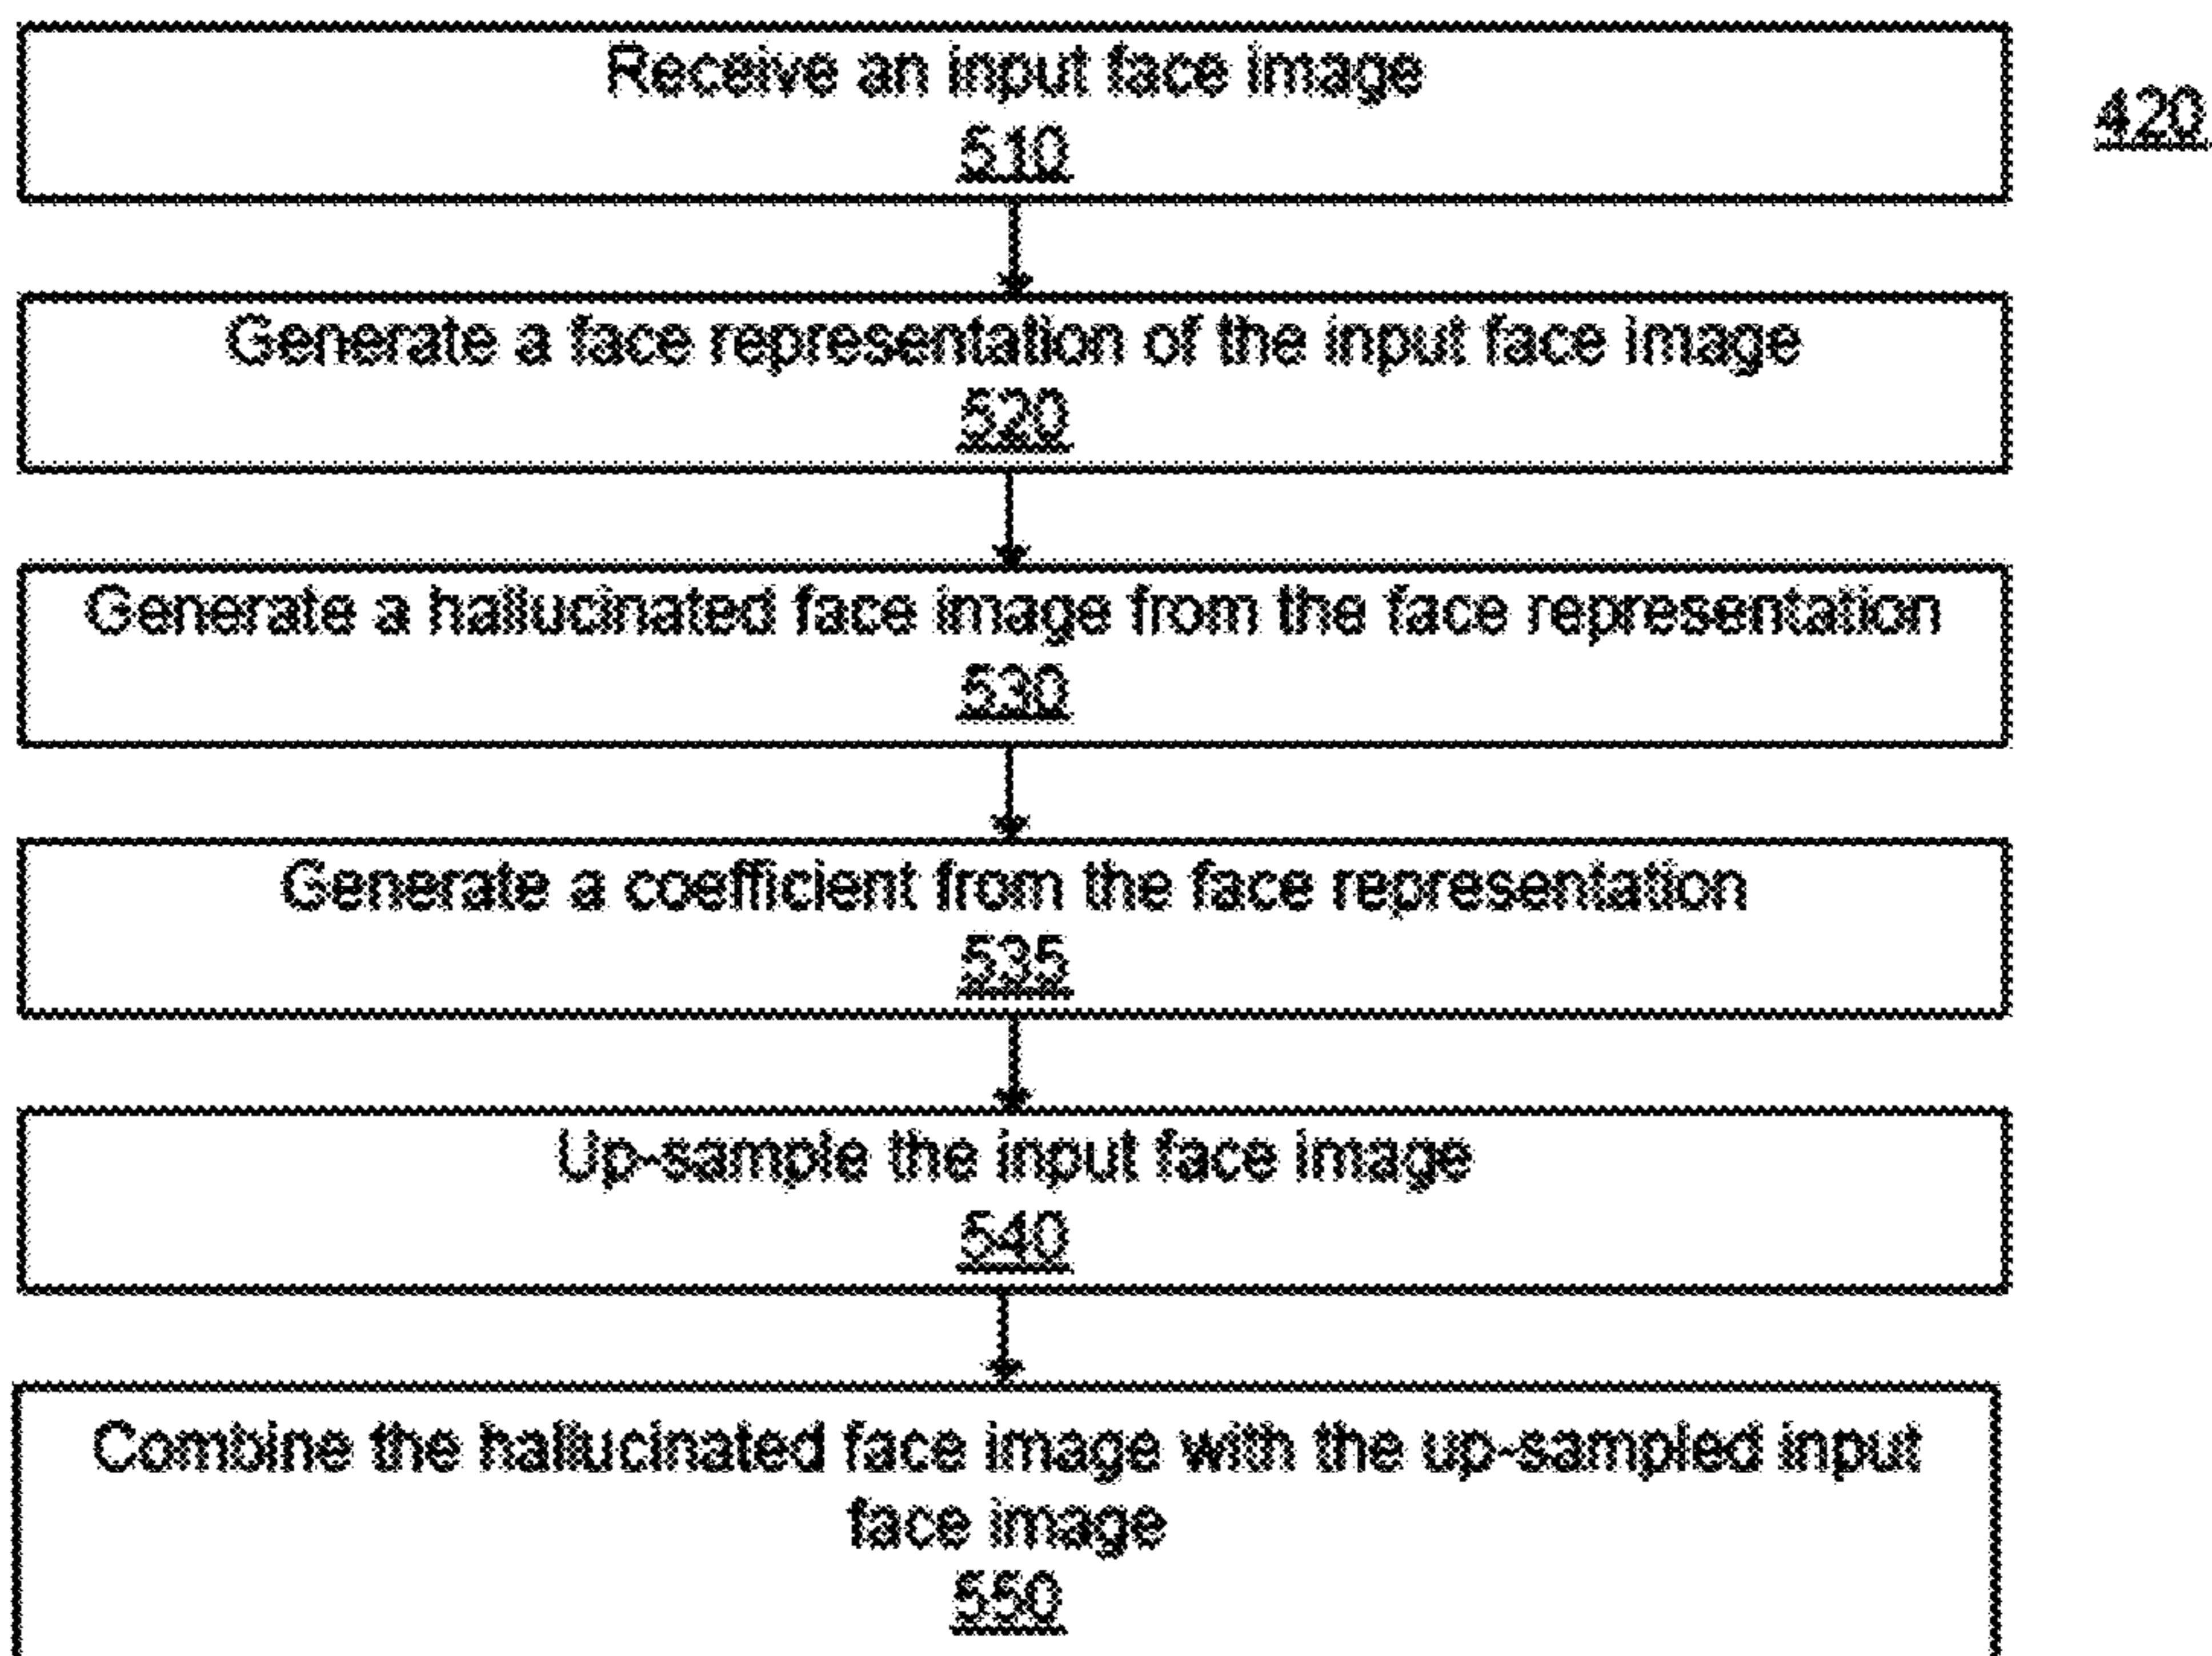 Receive an input face image
510
420
Generate a face representation of the input face image
520
Generate a hallucinated face image from the face representation
530
Generate a coefficient from the face representation
535
Up-sample the input face image
540
Combine the hallucinated face image with the up-sampled input
face image
550